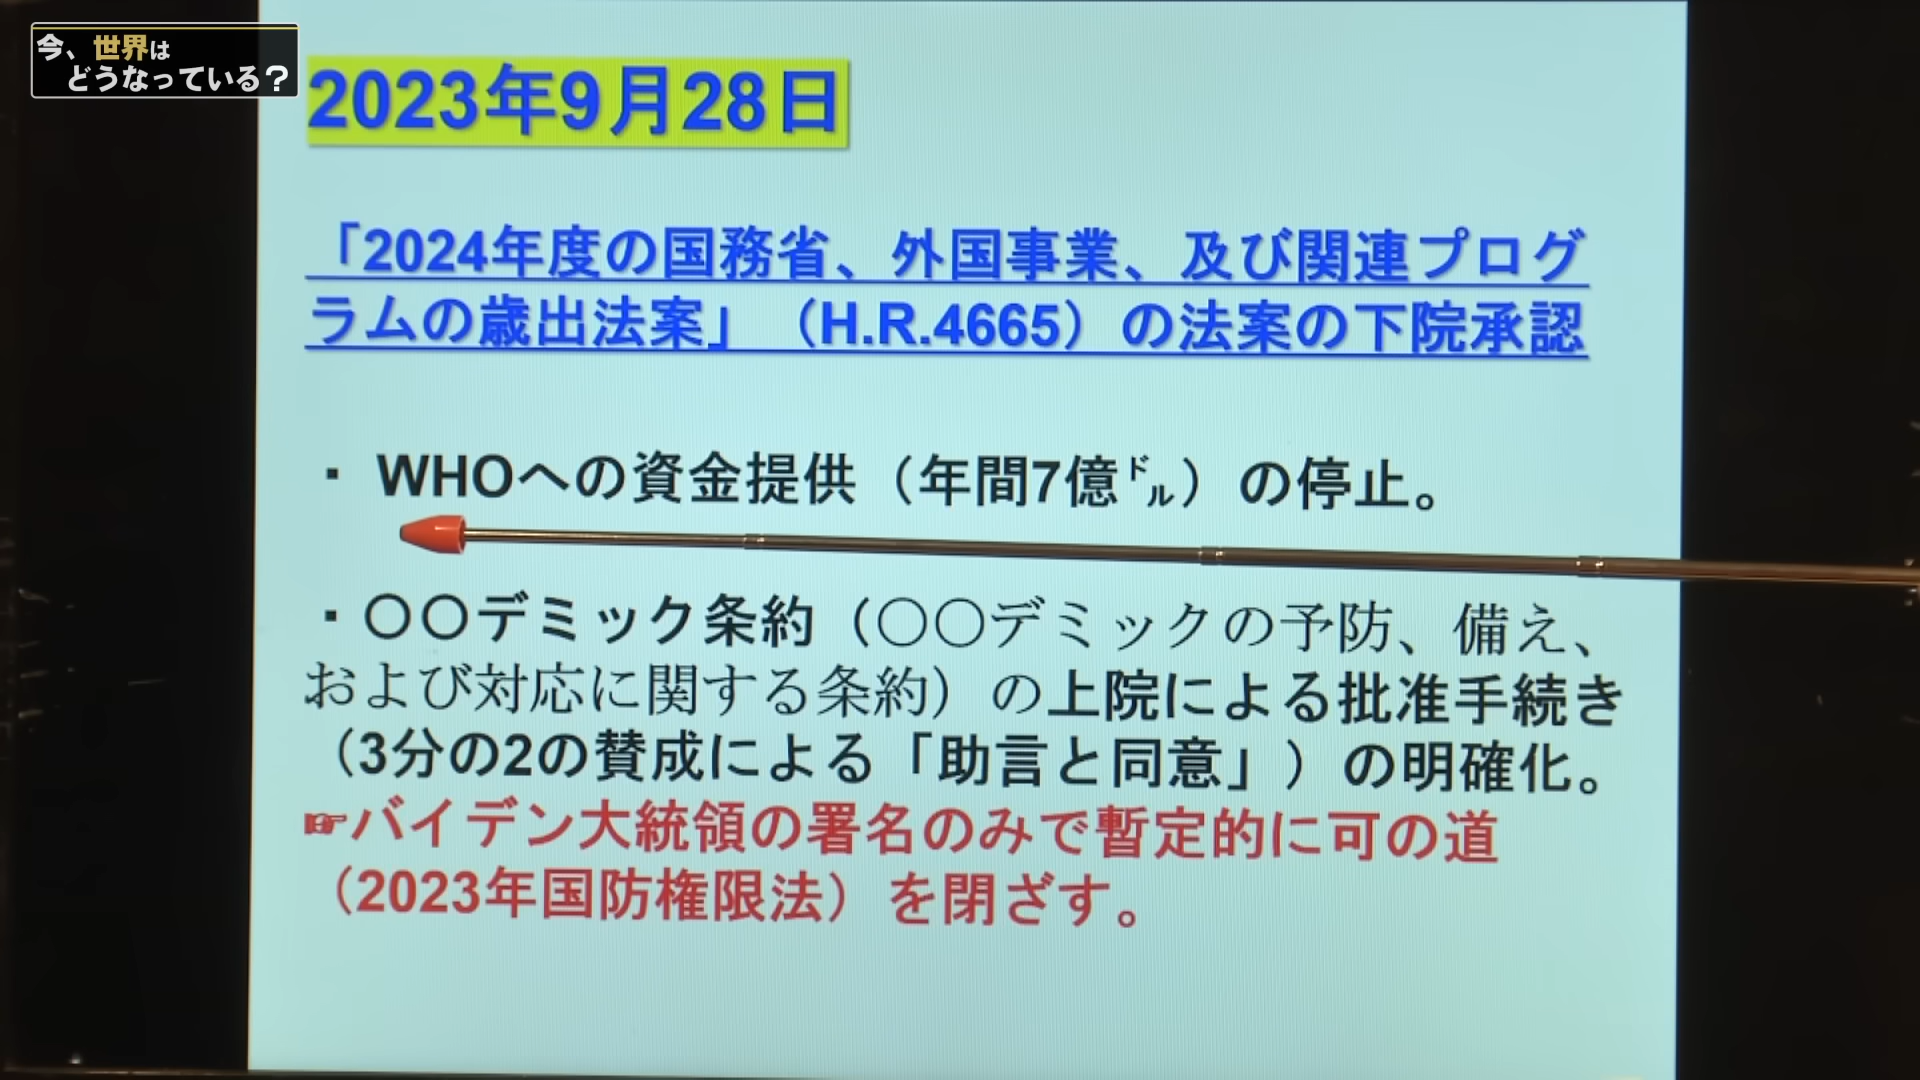 今、世界は
どうなっている？
2023年9月28日
「2024年度の国務省、外国事業、及び関連プログ
ラムの歳出法案」（H.R.4665）の法案の下院承認
・ WHOへの資金提供（年間7億㌦）の停止。
・〇〇デミック条約（〇〇デミックの予防、備え、
および対応に関する条約）の上院による批准手続き
（3分の2の賛成による「助言と同意」）の明確化。
☞バイデン大統領の署名のみで暫定的に可の道
（2023年国防権限法）を閉ざす。